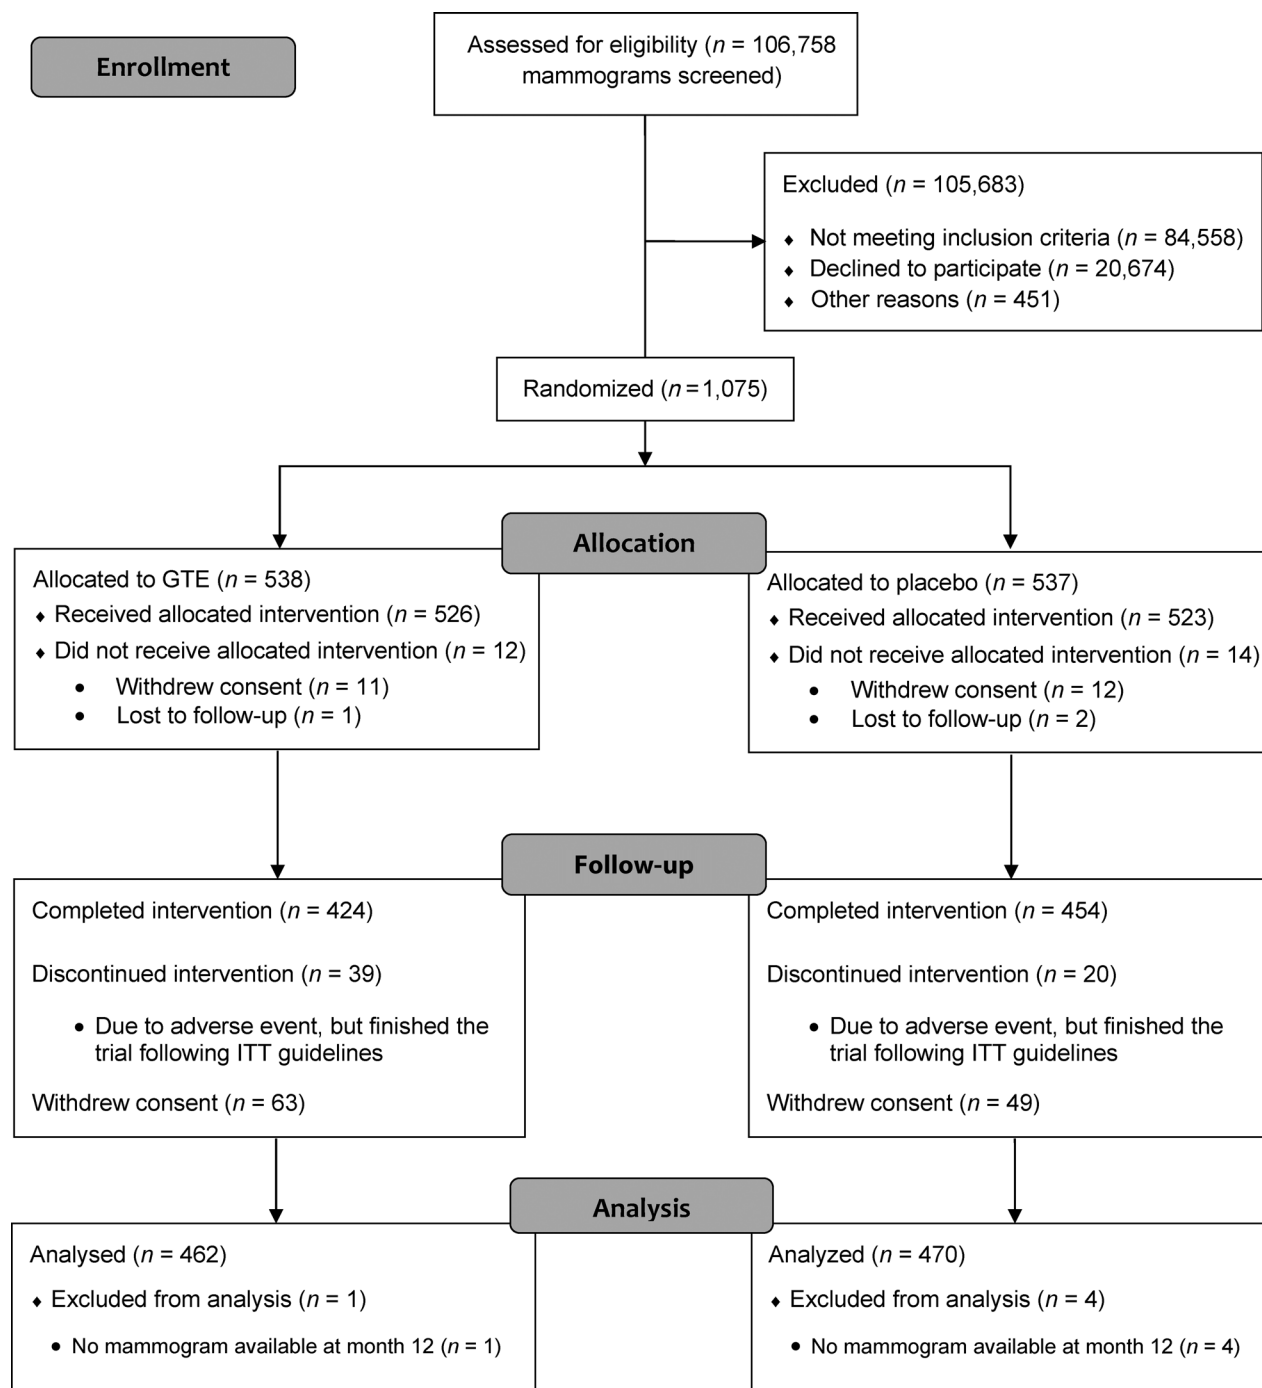 Enrollment
Assessed for eligibility (n = 106,758
mammograms screened)
Excluded (n = 105,683)
♦ Not meeting inclusion criteria (n = 84,558)
♦ Declined to participate (n = 20,674)
♦ Other reasons (n = 451)
Randomized (n = 1,075)
Allocation
Allocated to GTE (n = 538)
♦ Received allocated intervention (n = 526)
♦ Did not receive allocated intervention (n = 12)
• Withdrew consent (n = 11)
• Lost to follow-up (n = 1)
Allocated to placebo (n = 537)
♦ Received allocated intervention (n = 523)
♦ Did not receive allocated intervention (n = 14)
• Withdrew consent (n = 12)
• Lost to follow-up (n = 2)
Follow-up
Completed intervention (n = 424)
Discontinued intervention (n = 39)
• Due to adverse event, but finished the
trial following ITT guidelines
Withdrew consent (n = 63)
Completed intervention (n = 454)
Discontinued intervention (n = 20)
• Due to adverse event, but finished the
trial following ITT guidelines
Withdrew consent (n = 49)
Analysis
Analysed (n = 462)
♦ Excluded from analysis (n = 1)
• No mammogram available at month 12 (n = 1)
Analyzed (n = 470)
♦ Excluded from analysis (n = 4)
• No mammogram available at month 12 (n = 4)